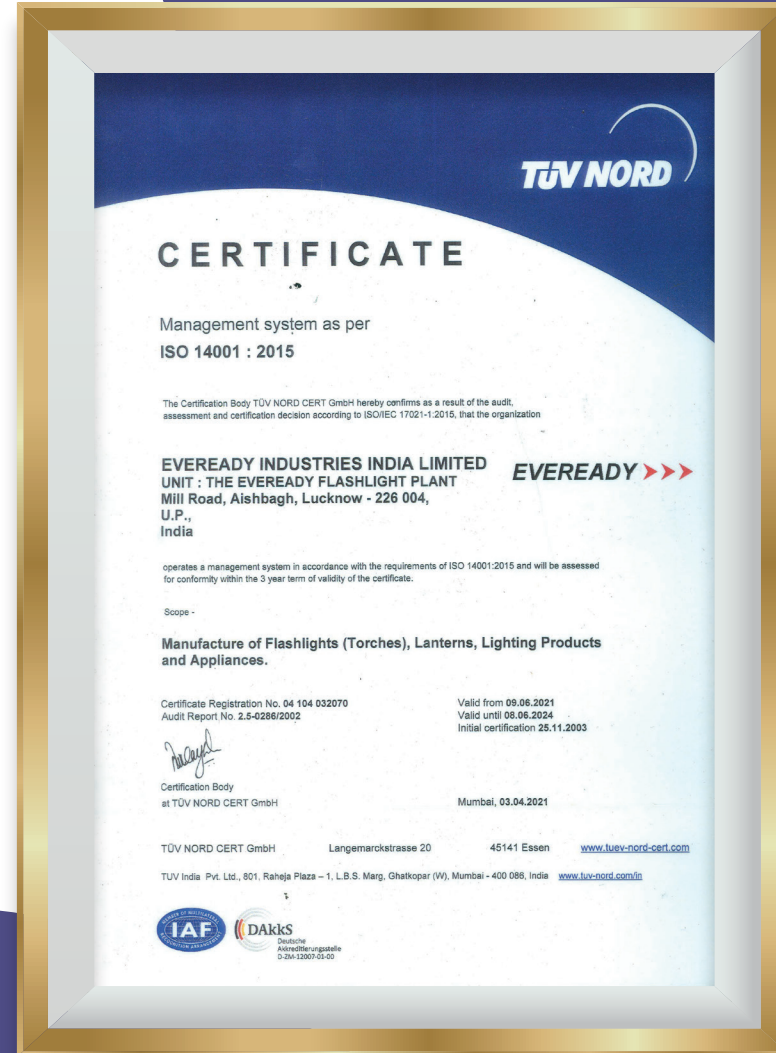 TÜV NORD
CERTIFICATE
Management system as per
ISO 14001 : 2015
The Certification Body TÜV NORD CERT GmbH hereby confirms as a result of the audit,
assessment and certification decision according to ISO/IEC 17021-1:2015, that the organization
EVEREADY INDUSTRIES INDIA LIMITED
UNIT : THE EVEREADY FLASHLIGHT PLANT
Mill Road, Aishbagh, Lucknow - 226 004,
U.P.,
India
EVEREADY
operates a management system in accordance with the requirements of ISO 14001:2015 and will be assessed
for conformity within the 3 year term of validity of the certificate.
Scope -
Manufacture of Flashlights (Torches), Lanterns, Lighting Products
and Appliances.
Certificate Registration No. 04 104 032070
Audit Report No. 2.5-0286/2002
Valid from 09.06.2021
Valid until 08.06.2024
Initial certification 25.11.2003
Certification Body
at TÜV NORD CERT GmbH
Mumbai, 03.04.2021
TÜV NORD CERT GmbH Langemarckstrasse 20 45141 Essen www.tuev-nord-cert.com
TUV India Pvt. Ltd., 801, Raheja Plaza – 1, L.B.S. Marg, Ghatkopar (W), Mumbai - 400 086, India www.tuv-nord.com/in
MEMBER OF MULTILATERAL
IAF
RECOGNITION ARRANGEMENT
DAkkS
Deutsche
Akkreditierungsstelle
D-ZM-12007-01-00